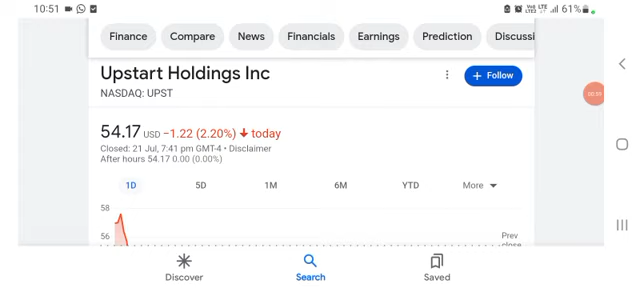 10:51 61%
Finance Compare News Financials Earnings Prediction Discussi
Upstart Holdings Inc
+ Follow
NASDAQ: UPST
54.17 USD −1.22 (2.20%) today
Closed: 21 Jul, 7:41 pm GMT-4 • Disclaimer
After hours 54.17 0.00 (0.00%)
1D 5D 1M 6M YTD More
58
56
Prev
close
Discover Search Saved